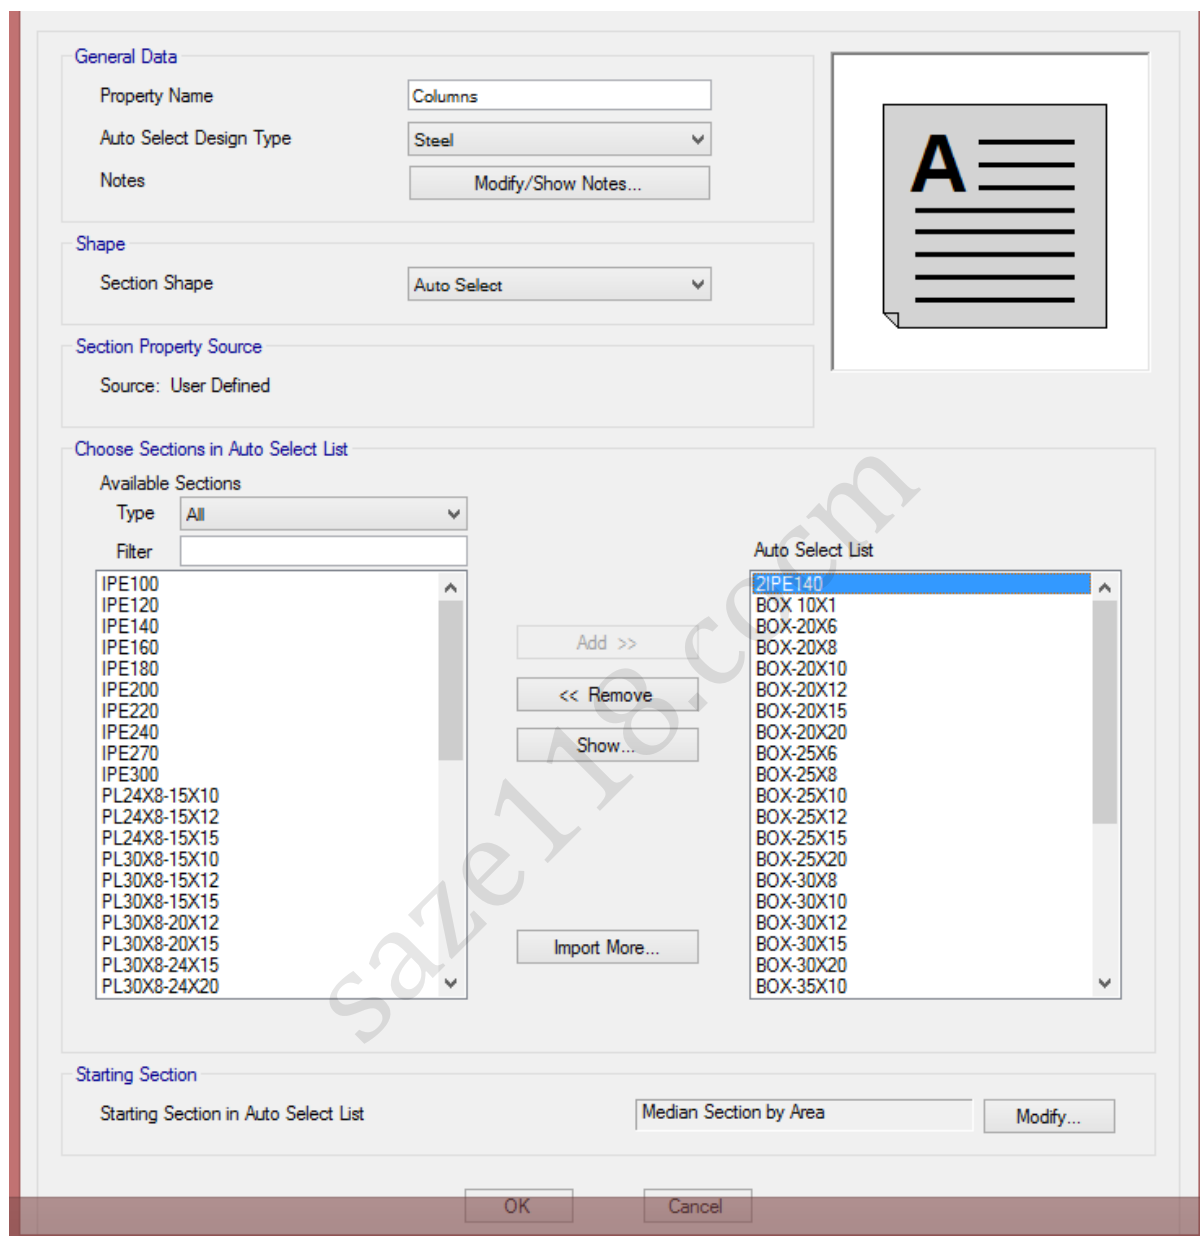 General Data
Property Name
Columns
Auto Select Design Type
Steel
Notes
Modify/Show Notes...
A
Shape
Section Shape
Auto Select
Section Property Source
Source: User Defined
Choose Sections in Auto Select List
Available Sections
Type
All
Filter
IPE100
IPE120
IPE140
IPE160
IPE180
IPE200
IPE220
IPE240
IPE270
IPE300
PL24X8-15X10
PL24X8-15X12
PL24X8-15X15
PL30X8-15X10
PL30X8-15X12
PL30X8-15X15
PL30X8-20X12
PL30X8-20X15
PL30X8-24X15
PL30X8-24X20
Add >>
<< Remove
Show...
Import More...
Auto Select List
2IPE140
BOX 10X1
BOX-20X6
BOX-20X8
BOX-20X10
BOX-20X12
BOX-20X15
BOX-20X20
BOX-25X6
BOX-25X8
BOX-25X10
BOX-25X12
BOX-25X15
BOX-25X20
BOX-30X8
BOX-30X10
BOX-30X12
BOX-30X15
BOX-30X20
BOX-35X10
saze118.cocm
Starting Section
Starting Section in Auto Select List
Median Section by Area
Modify...
OK
Cancel